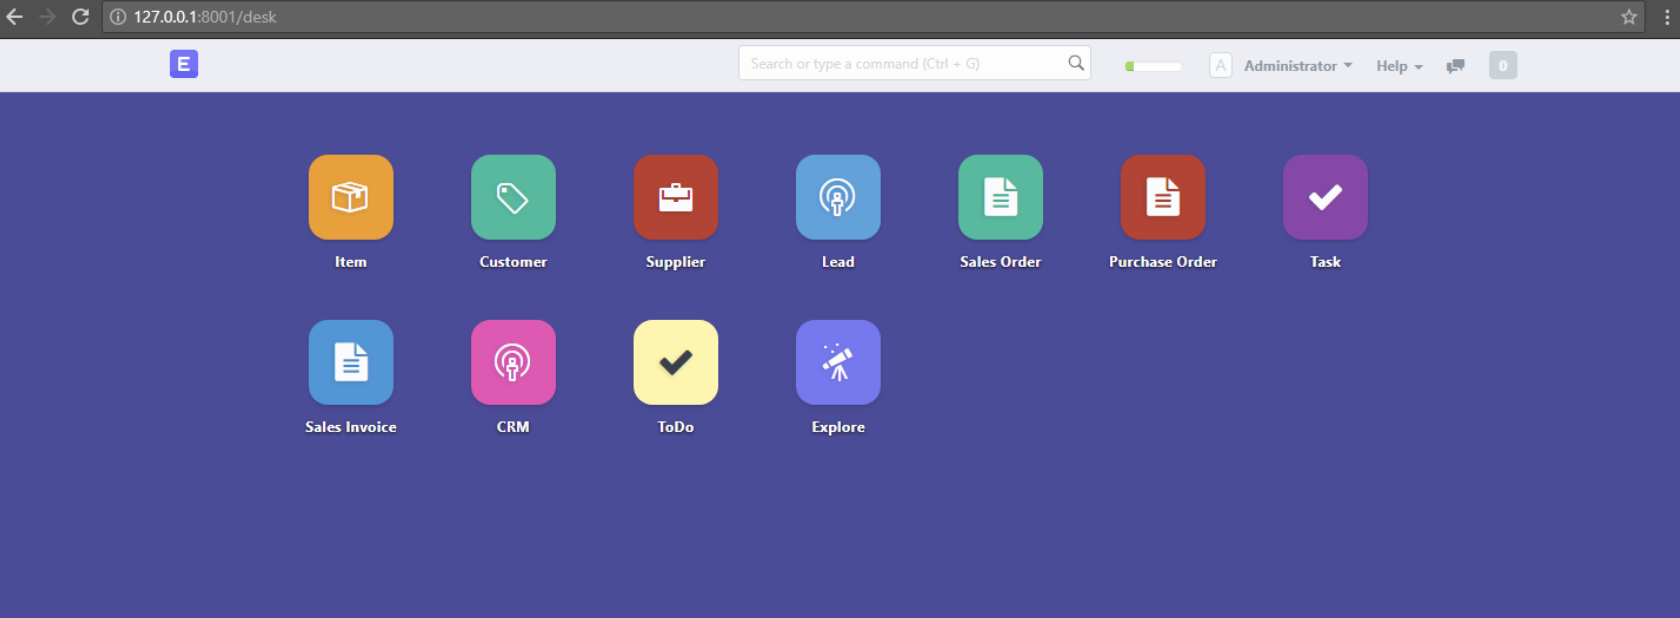 127.0.0.1:8001/desk
E
Search or type a command (Ctrl + G)
A Administrator Help 0
Item Customer Supplier Lead Sales Order Purchase Order Task
Sales Invoice CRM ToDo Explore